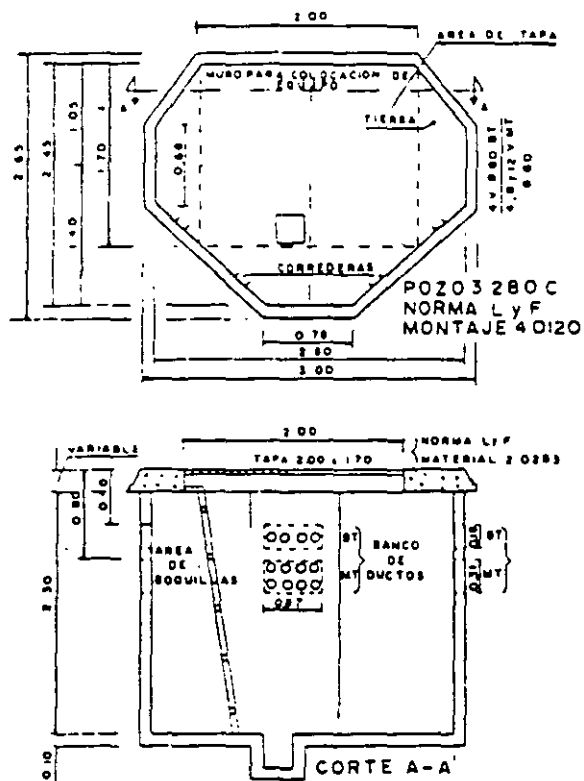 2.00
AREA DE TAPA
MURO PARA COLOCACION DE
EQUIPO
A
A
TIERRA
2.65
2.45
1.05
1.40
1.70
0.68
CORREDERAS
POZO 3 280 C
NORMA L y F
MONTAJE 4 0120
0.78
2.80
3.00
VARIABLE
2.00
TAPA 2.00 x 1.70
NORMA L y F
MATERIAL 2.0283
0.80
0.40
2.30
TAREA
DE
BOQUILLAS
BT
MT
BANCO
DE
DUCTOS
BT
MT
0.10
CORTE A-A'